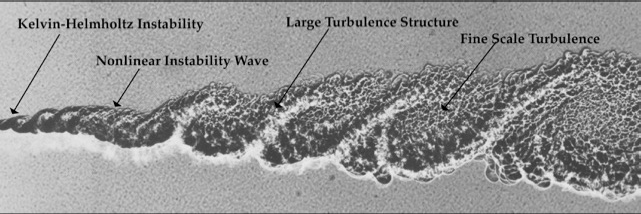 Kelvin-Helmholtz Instability
Large Turbulence Structure
Fine Scale Turbulence
Nonlinear Instability Wave